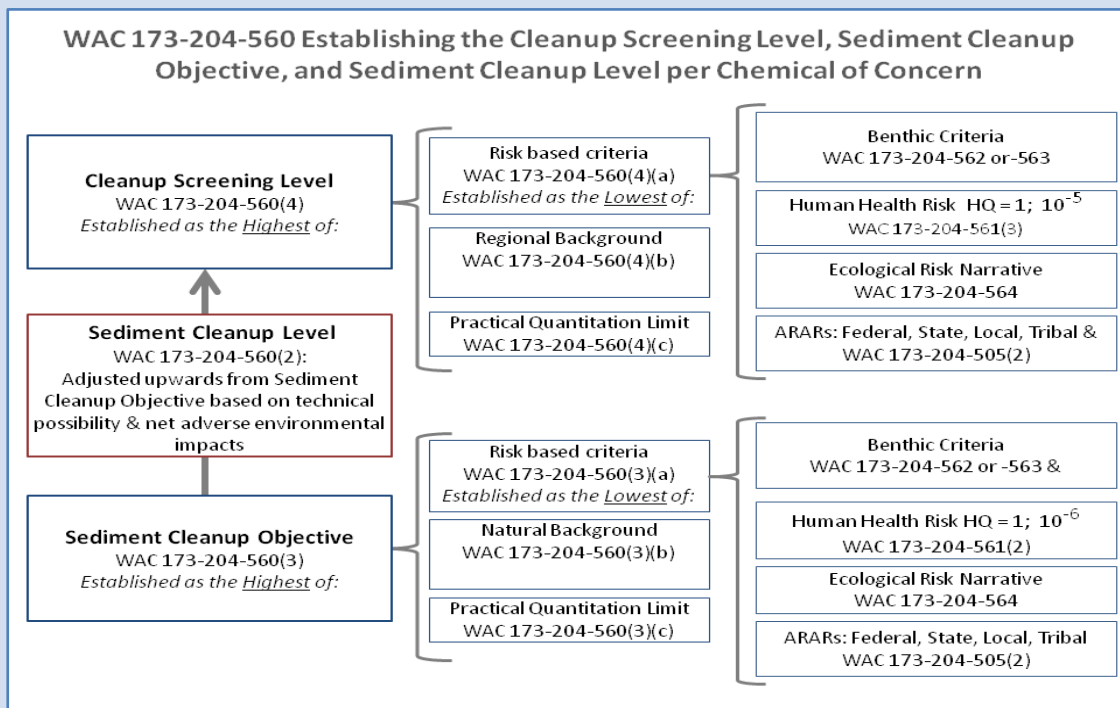 WAC 173-204-560 Establishing the Cleanup Screening Level, Sediment Cleanup
Objective, and Sediment Cleanup Level per Chemical of Concern
Cleanup Screening Level
WAC 173-204-560(4)
Established as the Highest of:
Sediment Cleanup Level
WAC 173-204-560(2):
Adjusted upwards from Sediment
Cleanup Objective based on technical
possibility & net adverse environmental
impacts
Sediment Cleanup Objective
WAC 173-204-560(3)
Established as the Highest of:
Risk based criteria
WAC 173-204-560(4)(a)
Established as the Lowest of:
Regional Background
WAC 173-204-560(4)(b)
Practical Quantitation Limit
WAC 173-204-560(4)(c)
Risk based criteria
WAC 173-204-560(3)(a)
Established as the Lowest of:
Natural Background
WAC 173-204-560(3)(b)
Practical Quantitation Limit
WAC 173-204-560(3)(c)
Benthic Criteria
WAC 173-204-562 or-563
Human Health Risk HQ = 1; 10⁻⁵
WAC 173-204-561(3)
Ecological Risk Narrative
WAC 173-204-564
ARARs: Federal, State, Local, Tribal &
WAC 173-204-505(2)
Benthic Criteria
WAC 173-204-562 or -563 &
Human Health Risk HQ = 1; 10⁻⁶
WAC 173-204-561(2)
Ecological Risk Narrative
WAC 173-204-564
ARARs: Federal, State, Local, Tribal
WAC 173-204-505(2)